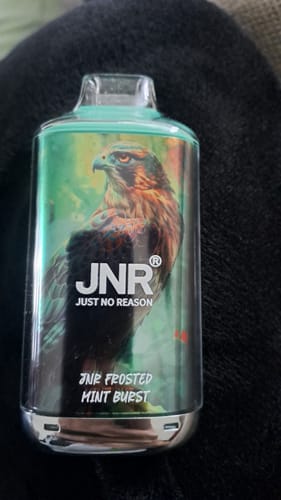 JNR®
JUST NO REASON
JNR FROSTED
MINT BURST